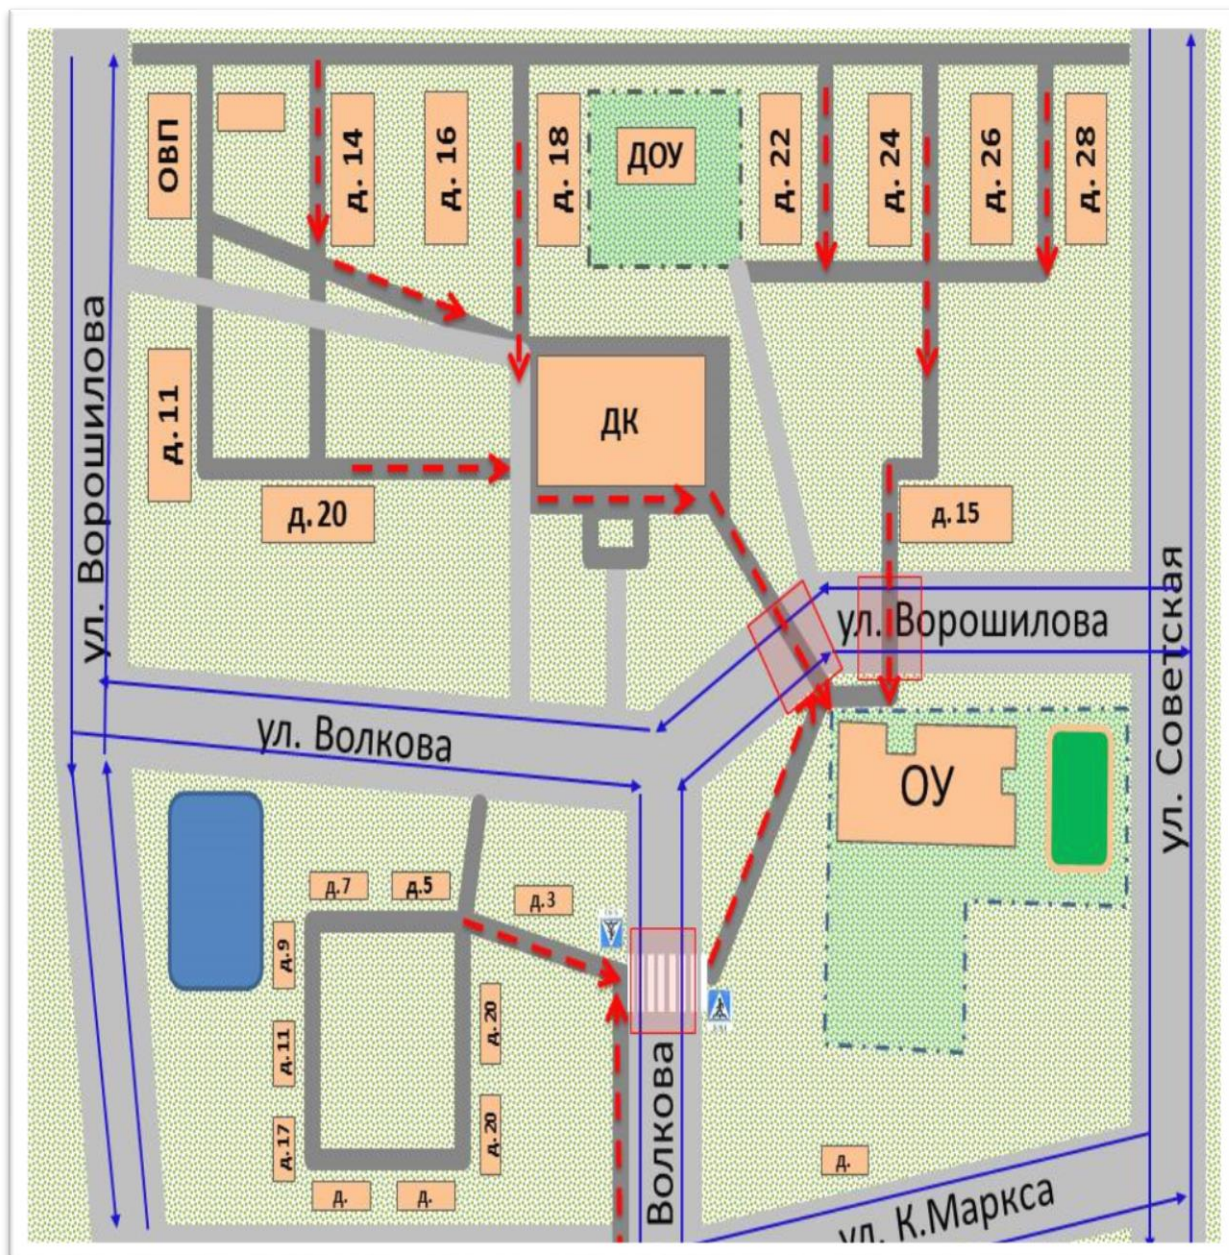 ОВП
д. 14
д. 16
д. 18
ДОУ
д. 22
д. 24
д. 26
д. 28
ул. Ворошилова
д. 11
ДК
д. 20
д. 15
ул. Ворошилова
ул. Советская
ул. Волкова
ОУ
д.7
д.5
д.3
д.9
д.11
д.17
д.20
д.20
д.
д.
Волкова
д.
ул. К.Маркса